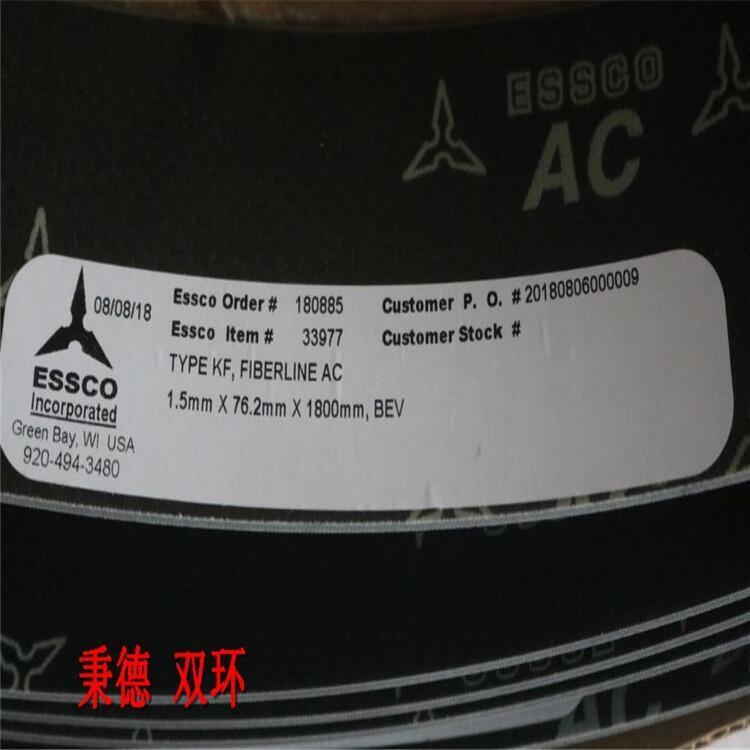 ESSCO
AC
08/08/18
Essco Order # 180885
Customer P. O. # 20180806000009
Essco Item # 33977
Customer Stock #
TYPE KF, FIBERLINE AC
1.5mm X 76.2mm X 1800mm, BEV
ESSCO
Incorporated
Green Bay, WI USA
920-494-3480
AC
秉德 双环